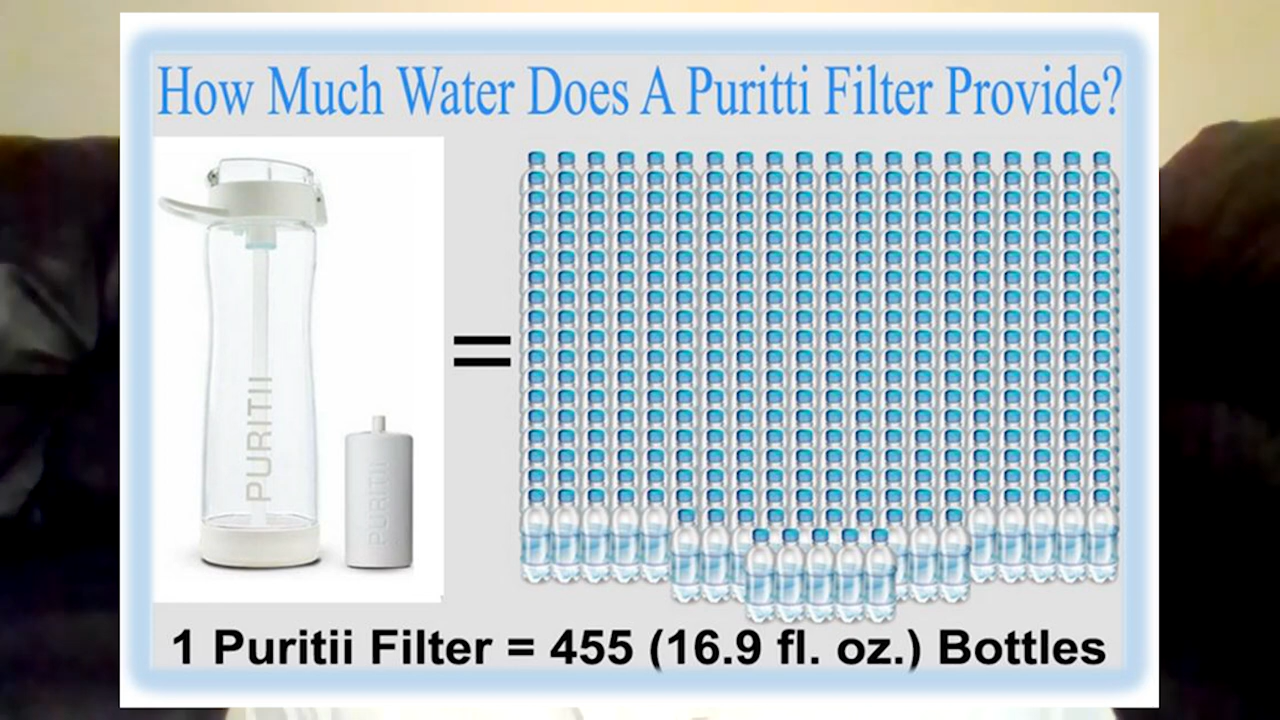 How Much Water Does A Puritti Filter Provide?
PURITII
PURITII
=
1 Puritii Filter = 455 (16.9 fl. oz.) Bottles